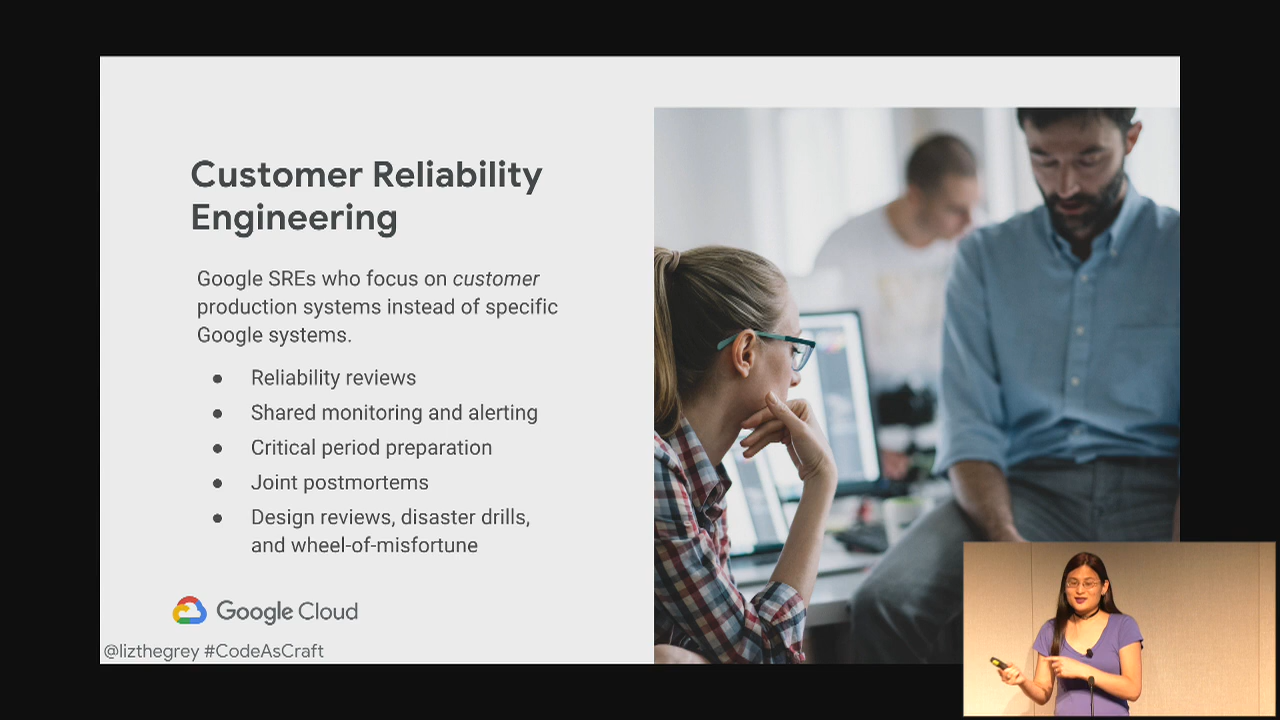 Customer Reliability
Engineering
Google SREs who focus on customer
production systems instead of specific
Google systems.
● Reliability reviews
● Shared monitoring and alerting
● Critical period preparation
● Joint postmortems
● Design reviews, disaster drills,
and wheel-of-misfortune
Google Cloud
@lizthegrey #CodeAsCraft